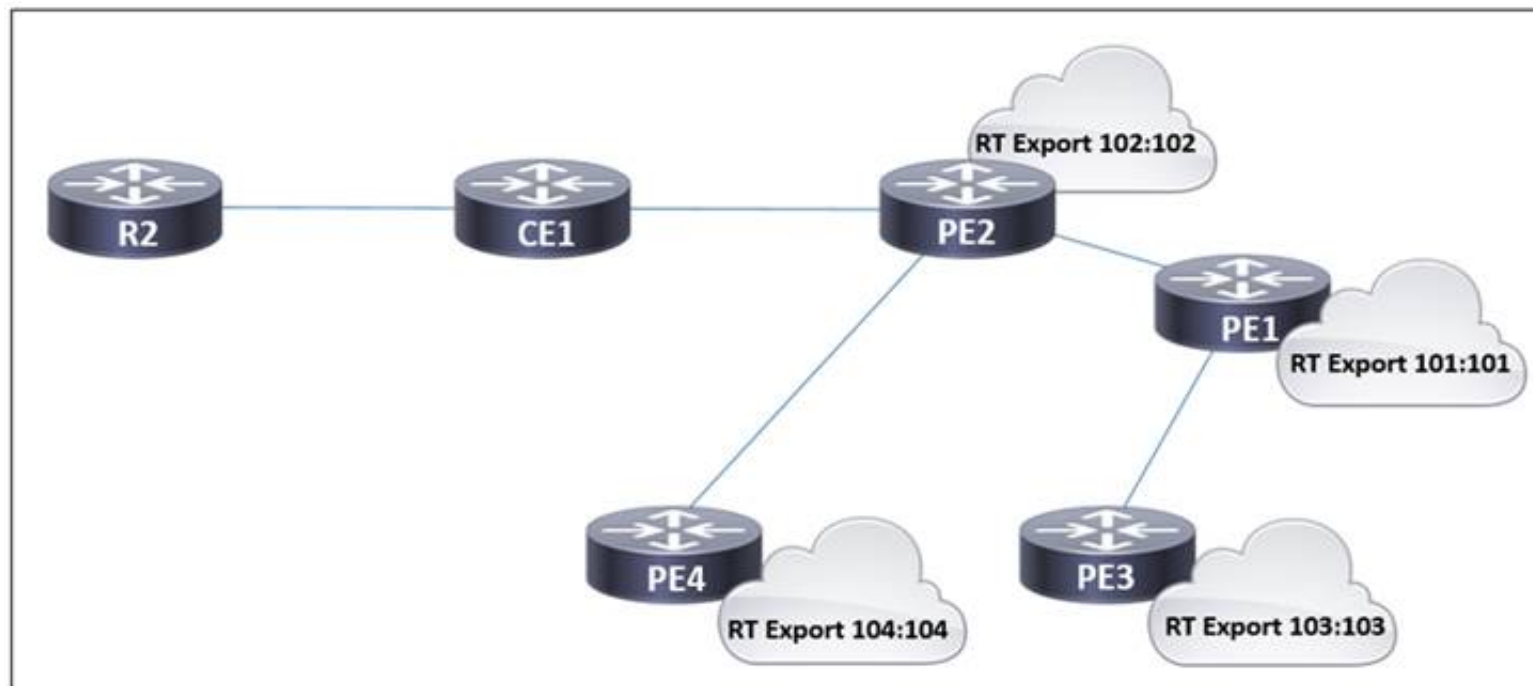 RT Export 102:102
R2
CE1
PE2
PE1
RT Export 101:101
PE4
RT Export 104:104
PE3
RT Export 103:103